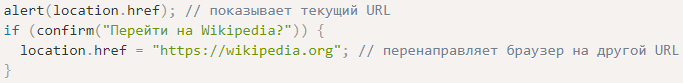 alert(location.href); // показывает текущий URL
if (confirm("Перейти на Wikipedia?")) {
  location.href = "https://wikipedia.org"; // перенаправляет браузер на другой URL
}